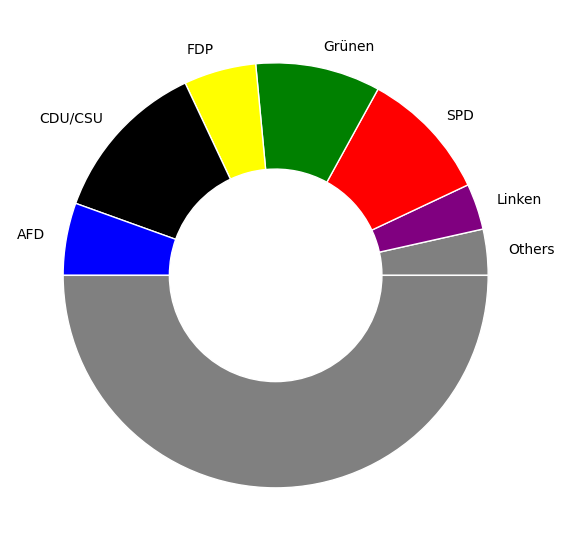 Grünen
FDP
SPD
CDU/CSU
Linken
AFD
Others